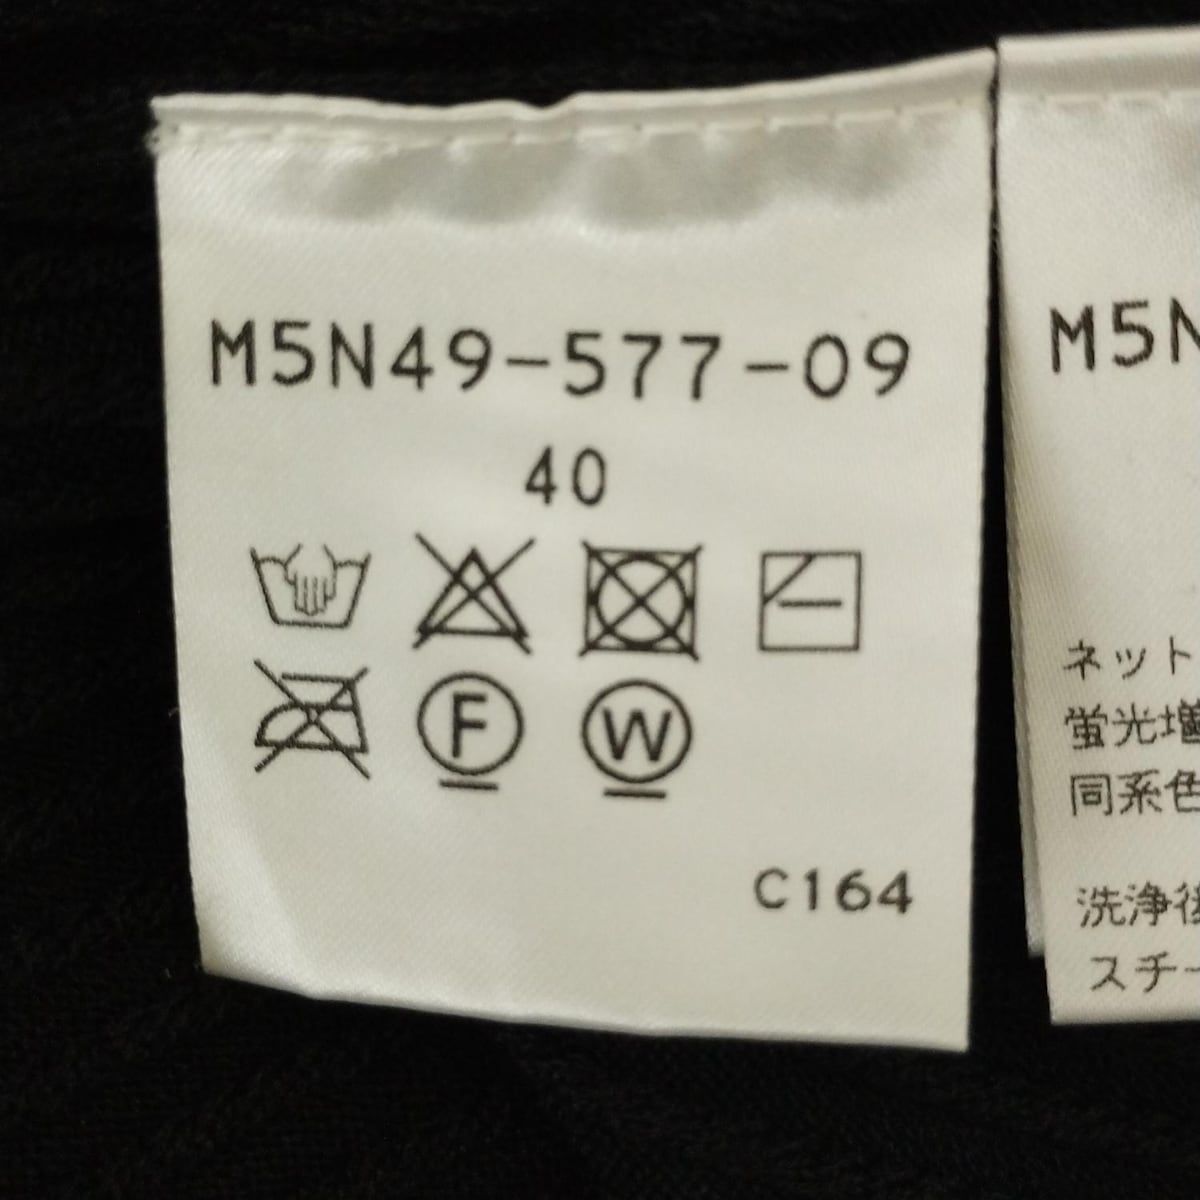 M5N49-577-09
40
F W
C164
M5N
ネット
蛍光増
同系色
洗浄後
スチー